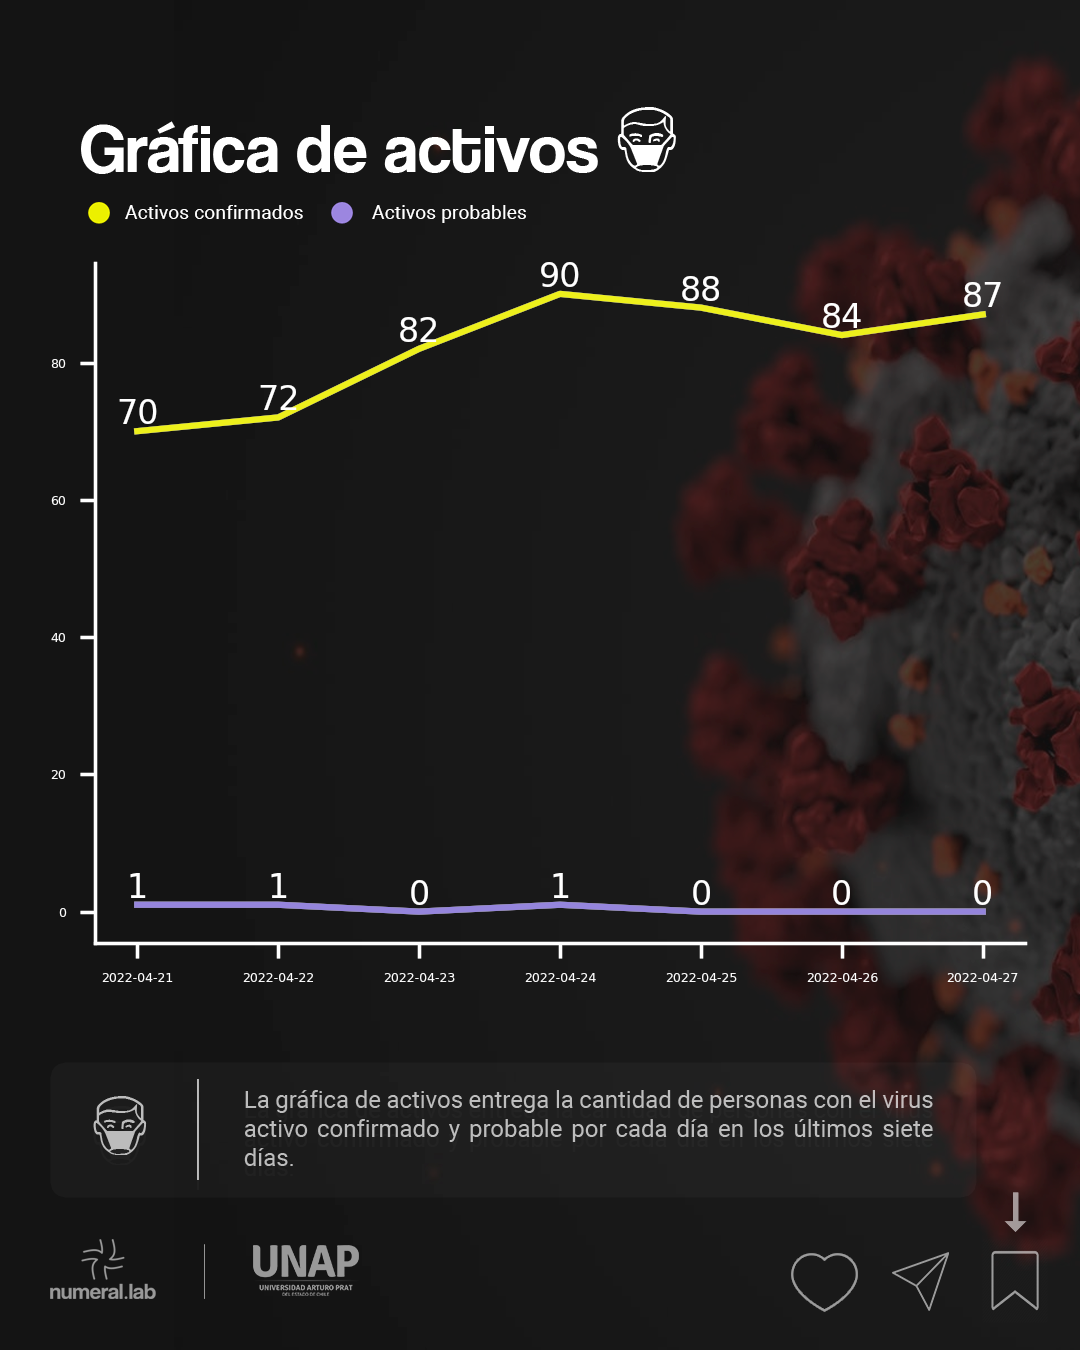 Gráfica de activos
Activos confirmados Activos probables
90
88
87
84
82
80
72
70
60
40
20
1 1 0 1 0 0 0
0
2022-04-21 2022-04-22 2022-04-23 2022-04-24 2022-04-25 2022-04-26 2022-04-27
La gráfica de activos entrega la cantidad de personas con el virus
activo confirmado y probable por cada día en los últimos siete
días.
numeral.lab
UNAP
UNIVERSIDAD ARTURO PRAT
DEL ESTADO DE CHILE